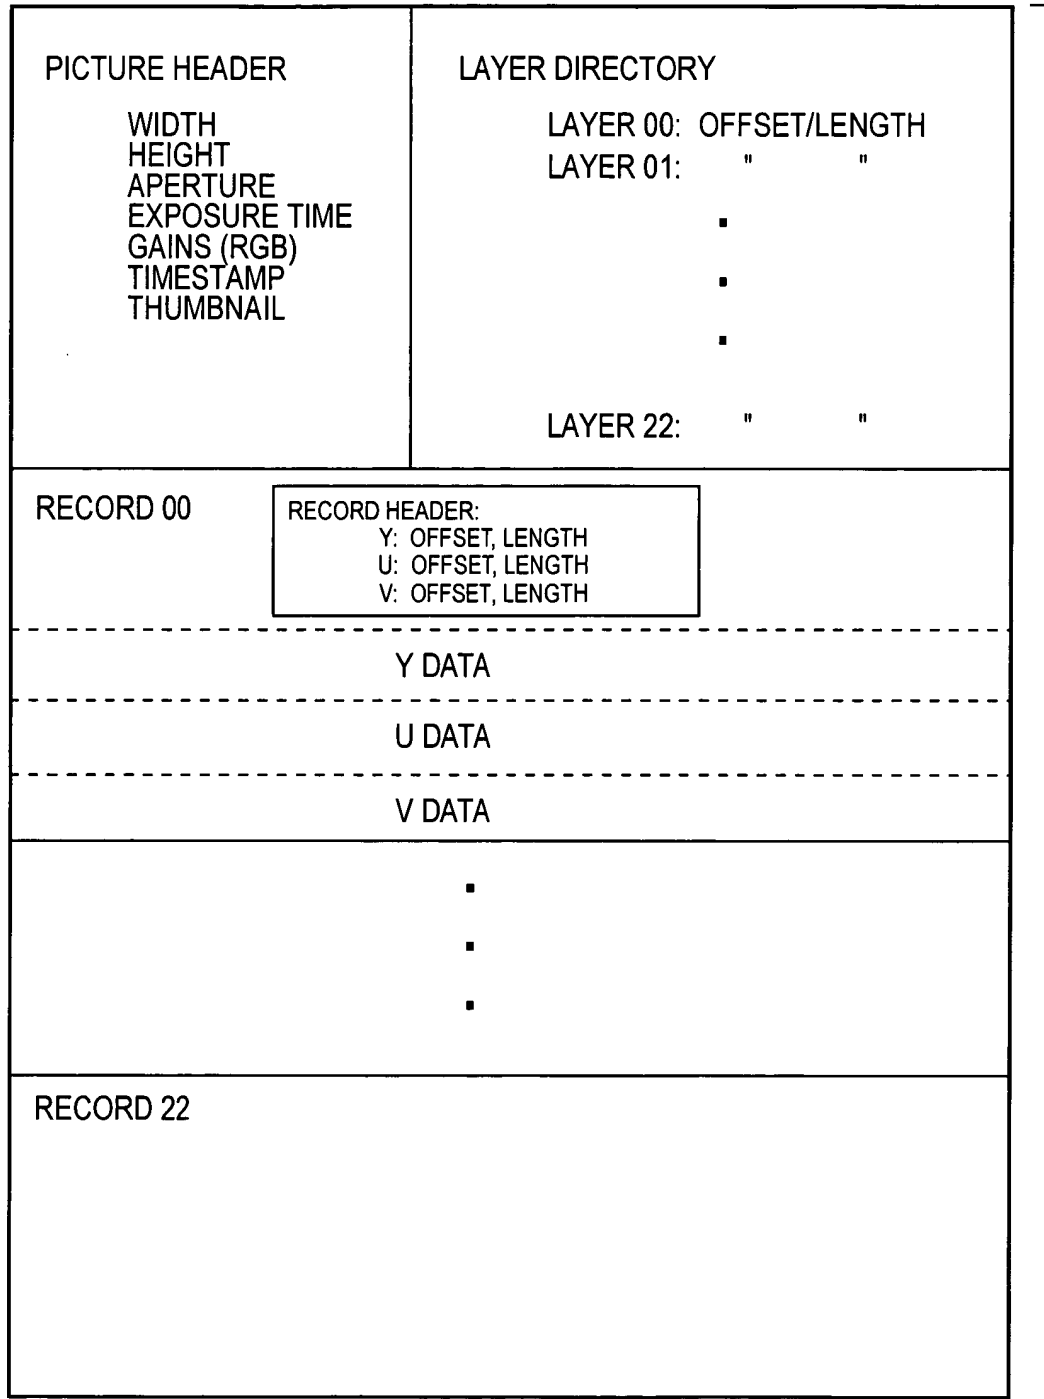 PICTURE HEADER
WIDTH
HEIGHT
APERTURE
EXPOSURE TIME
GAINS (RGB)
TIMESTAMP
THUMBNAIL
LAYER DIRECTORY
LAYER 00: OFFSET/LENGTH
LAYER 01: " "
LAYER 22: " "
RECORD 00
RECORD HEADER:
Y: OFFSET, LENGTH
U: OFFSET, LENGTH
V: OFFSET, LENGTH
Y DATA
U DATA
V DATA
RECORD 22